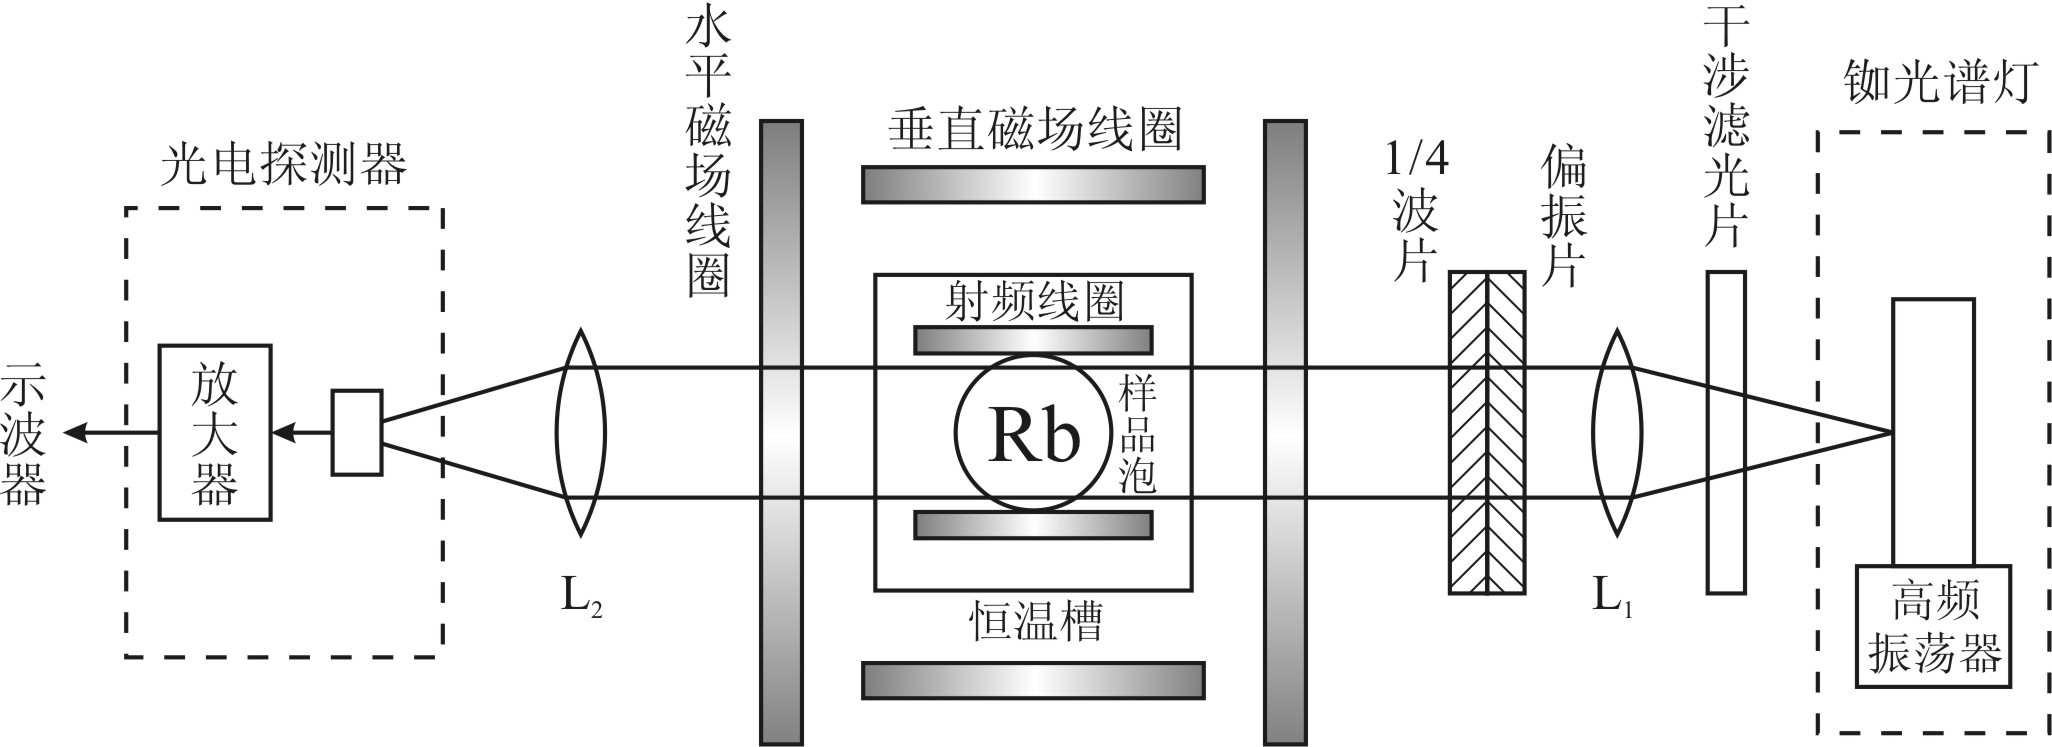 示波器
光电探测器
放大器
L₂
水平磁场线圈
垂直磁场线圈
射频线圈
Rb
样品泡
恒温槽
1/4波片
偏振片
L₁
干涉滤光片
铷光谱灯
高频
振荡器